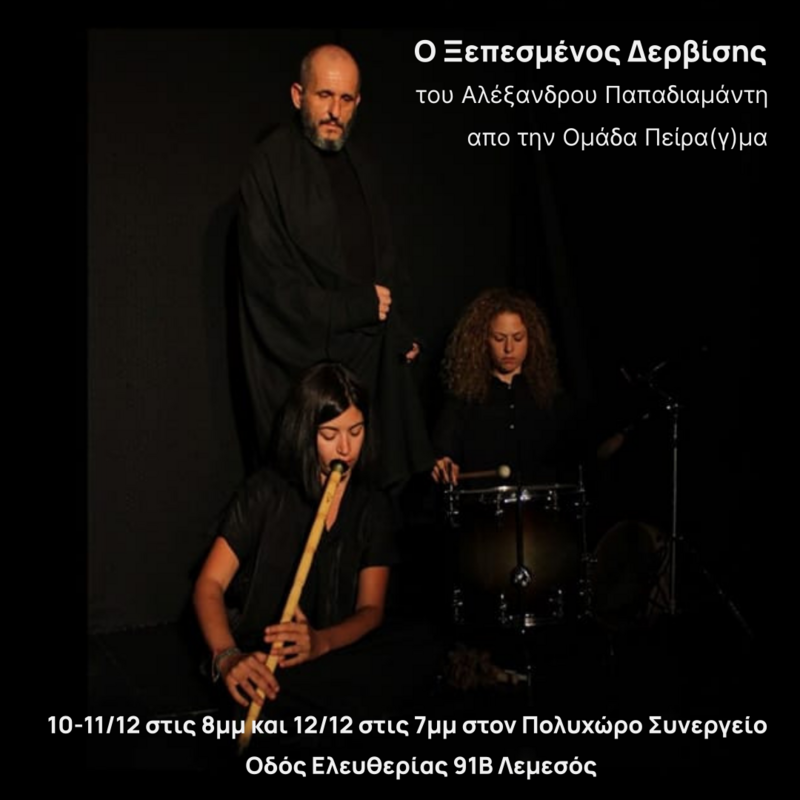 Ο Ξεπεσμένος Δερβίσης
του Αλέξανδρου Παπαδιαμάντη
απο την Ομάδα Πείρα(γ)μα
10-11/12 στις 8μμ και 12/12 στις 7μμ στον Πολυχώρο Συνεργείο
Οδός Ελευθερίας 91Β Λεμεσός